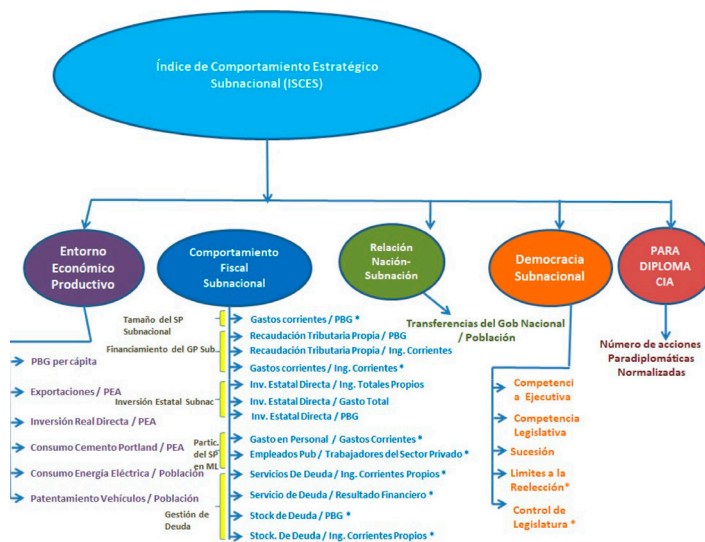 Índice de Comportamiento Estratégico
Subnacional (ISCES)
Entorno
Económico
Productivo
Comportamiento
Fiscal
Subnacional
Relación
Nación-
Subnación
Democracia
Subnacional
PARA
DIPLOMA
CIA
PBG per cápita
Exportaciones / PEA
Inversión Real Directa / PEA
Consumo Cemento Portland / PEA
Consumo Energía Eléctrica / Población
Patentamiento Vehículos / Población
Tamaño del SP
Subnacional
Gastos corrientes / PBG *
Financiamiento del GP Sub.
Recaudación Tributaria Propia / PBG
Recaudación Tributaria Propia / Ing. Corrientes
Gastos corrientes / Ing. Corrientes *
Inversión Estatal Subnac
Inv. Estatal Directa / Ing. Totales Propios
Inv. Estatal Directa / Gasto Total
Inv. Estatal Directa / PBG
Partic.
del SP
en ML
Gasto en Personal / Gastos Corrientes *
Empleados Pub / Trabajadores del Sector Privado *
Gestión de
Deuda
Servicios De Deuda / Ing. Corrientes Propios *
Servicio de Deuda / Resultado Financiero *
Stock de Deuda / PBG *
Stock. De Deuda / Ing. Corrientes Propios *
Transferencias del Gob Nacional
/ Población
Competenci
a Ejecutiva
Competencia
Legislativa
Sucesión
Limites a la
Reelección*
Control de
Legislatura *
Número de acciones
Paradiplomáticas
Normalizadas